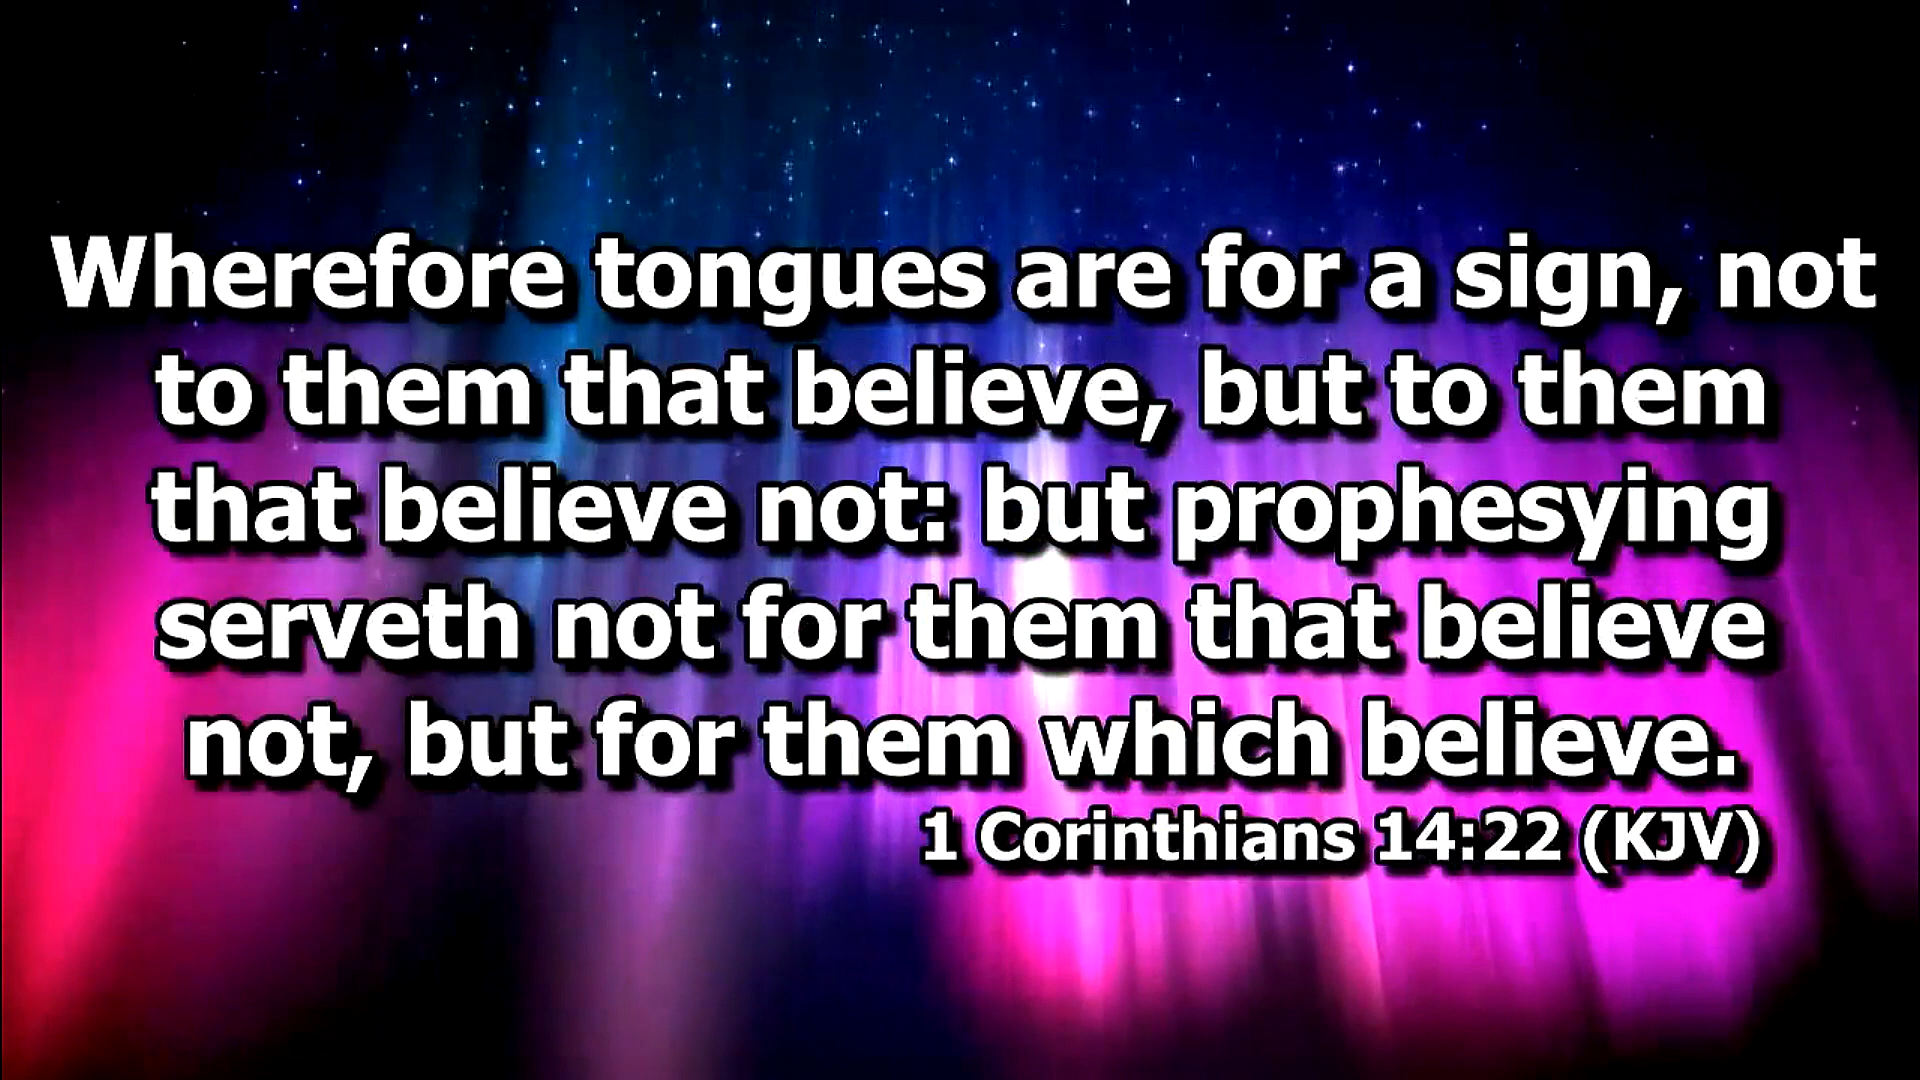 Wherefore tongues are for a sign, not
to them that believe, but to them
that believe not: but prophesying
serveth not for them that believe
not, but for them which believe.
1 Corinthians 14:22 (KJV)